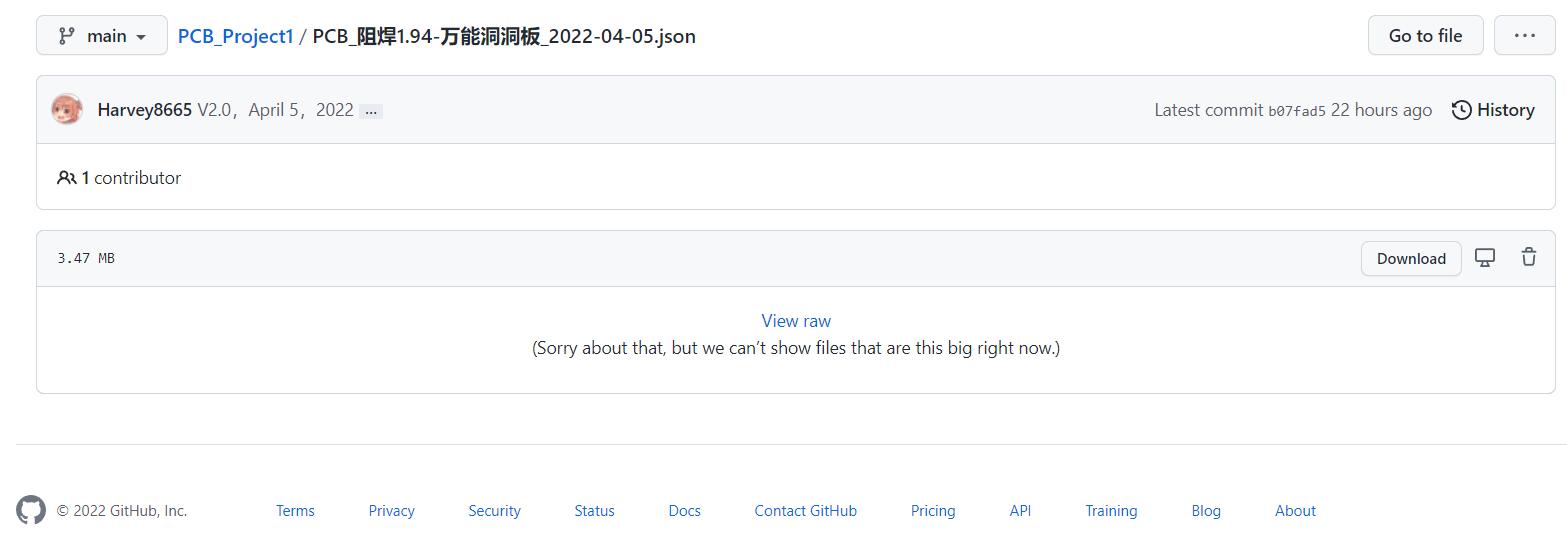 main
PCB_Project1 / PCB_阻焊1.94-万能洞洞板_2022-04-05.json
Go to file
...
Harvey8665 V2.0，April 5，2022 ...
Latest commit b07fad5 22 hours ago
History
1 contributor
3.47 MB
Download
View raw
(Sorry about that, but we can’t show files that are this big right now.)
© 2022 GitHub, Inc.
Terms
Privacy
Security
Status
Docs
Contact GitHub
Pricing
API
Training
Blog
About